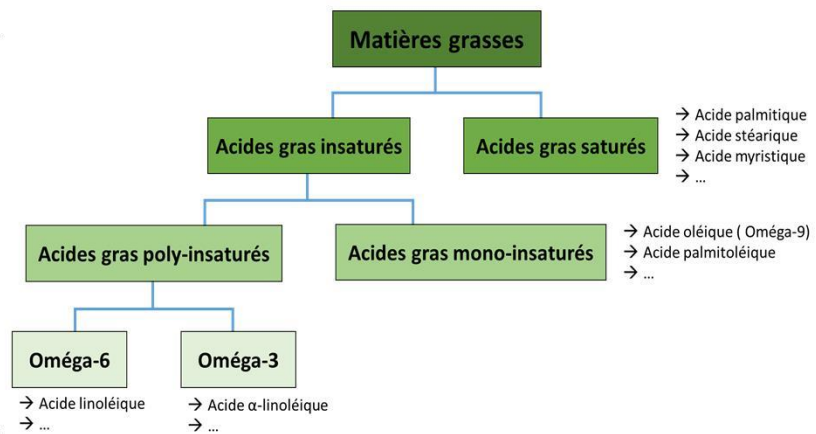 Matières grasses
Acides gras insaturés
Acides gras saturés
→ Acide palmitique
→ Acide stéarique
→ Acide myristique
→ ...
Acides gras poly-insaturés
Acides gras mono-insaturés
→ Acide oléique ( Oméga-9)
→ Acide palmitoléique
→ ...
Oméga-6
Oméga-3
→ Acide linoléique
→ ...
→ Acide α-linoléique
→ ...